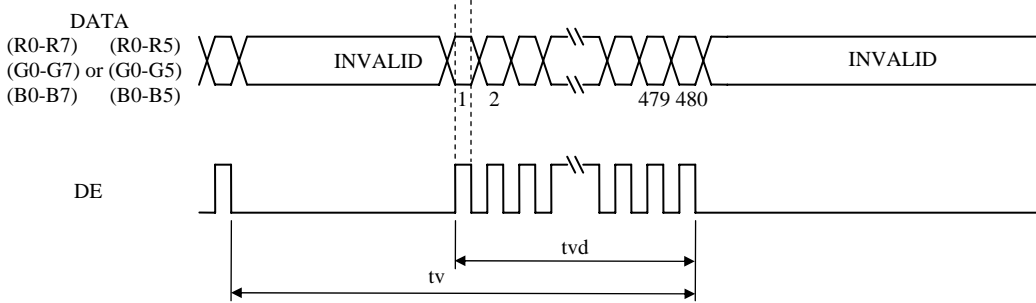 DATA
(R0-R7) (R0-R5)
(G0-G7) or (G0-G5)
(B0-B7) (B0-B5)
INVALID
INVALID
1 2 479 480
DE
tvd
tv